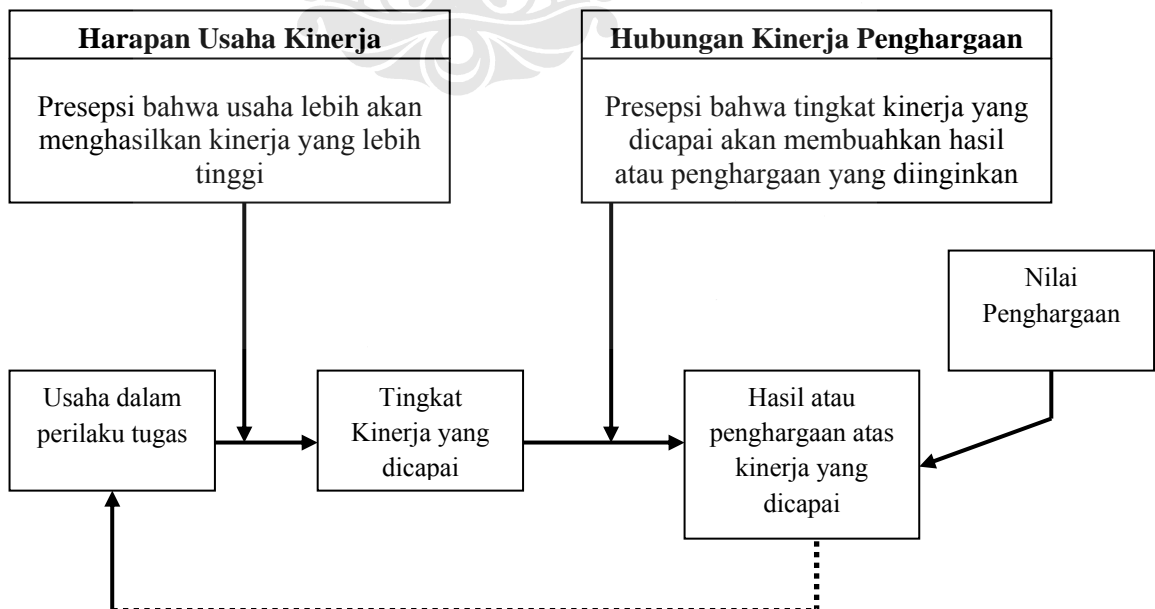 Harapan Usaha Kinerja
Presepsi bahwa usaha lebih akan
menghasilkan kinerja yang lebih
tinggi
Hubungan Kinerja Penghargaan
Presepsi bahwa tingkat kinerja yang
dicapai akan membuahkan hasil
atau penghargaan yang diinginkan
Nilai
Penghargaan
Usaha dalam
perilaku tugas
Tingkat
Kinerja yang
dicapai
Hasil atau
penghargaan atas
kinerja yang
dicapai